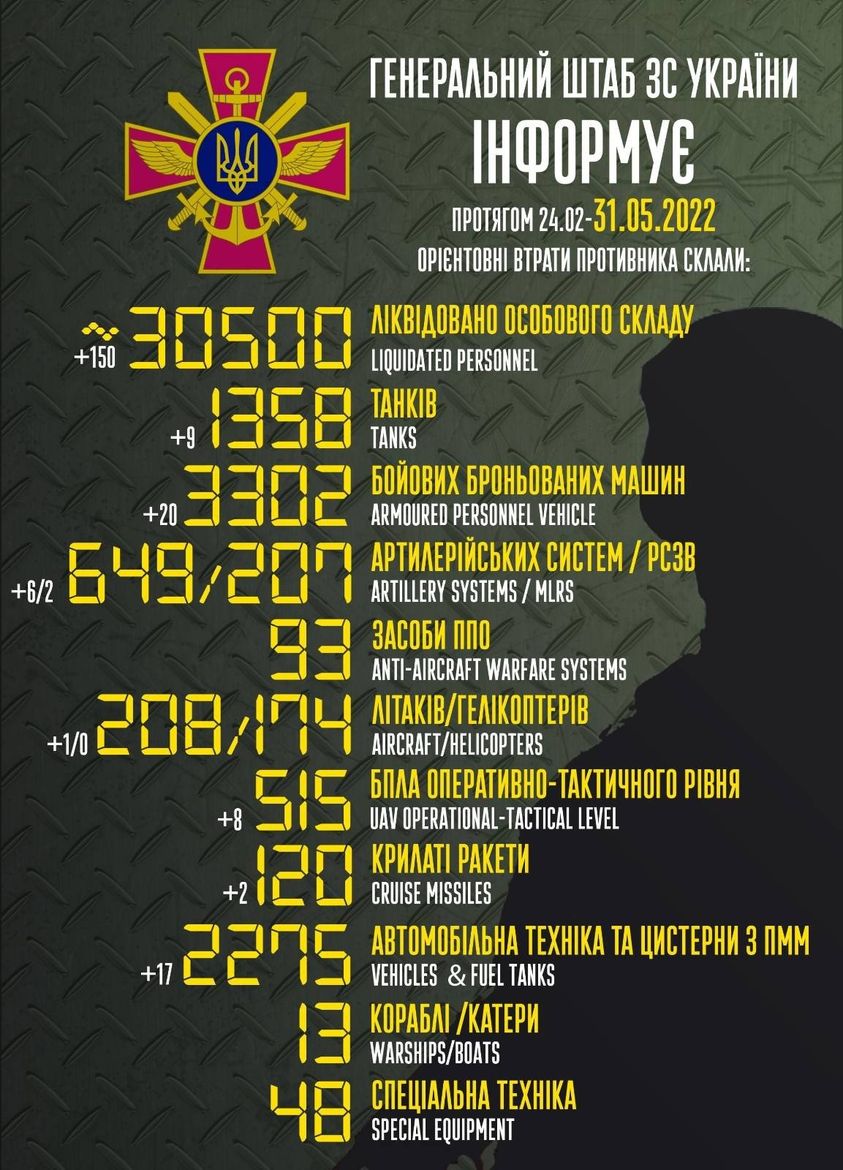 ГЕНЕРАЛЬНИЙ ШТАБ ЗС УКРАЇНИ
ІНФОРМУЄ
ПРОТЯГОМ 24.02-31.05.2022
ОРІЄНТОВНІ ВТРАТИ ПРОТИВНИКА СКЛАЛИ:
+150 ~30500 ЛІКВІДОВАНО ОСОБОВОГО СКЛАДУ
LIQUIDATED PERSONNEL
+9 1358 ТАНКІВ
TANKS
+20 3302 БОЙОВИХ БРОНЬОВАНИХ МАШИН
ARMOURED PERSONNEL VEHICLE
+6/2 649/207 АРТИЛЕРІЙСЬКИХ СИСТЕМ / РСЗВ
ARTILLERY SYSTEMS / MLRS
93 ЗАСОБИ ППО
ANTI-AIRCRAFT WARFARE SYSTEMS
+1/0 208/174 ЛІТАКІВ/ГЕЛІКОПТЕРІВ
AIRCRAFT/HELICOPTERS
+8 515 БПЛА ОПЕРАТИВНО-ТАКТИЧНОГО РІВНЯ
UAV OPERATIONAL-TACTICAL LEVEL
+2 120 КРИЛАТІ РАКЕТИ
CRUISE MISSILES
+17 2275 АВТОМОБІЛЬНА ТЕХНІКА ТА ЦИСТЕРНИ З ПММ
VEHICLES & FUEL TANKS
13 КОРАБЛІ /КАТЕРИ
WARSHIPS/BOATS
48 СПЕЦІАЛЬНА ТЕХНІКА
SPECIAL EQUIPMENT